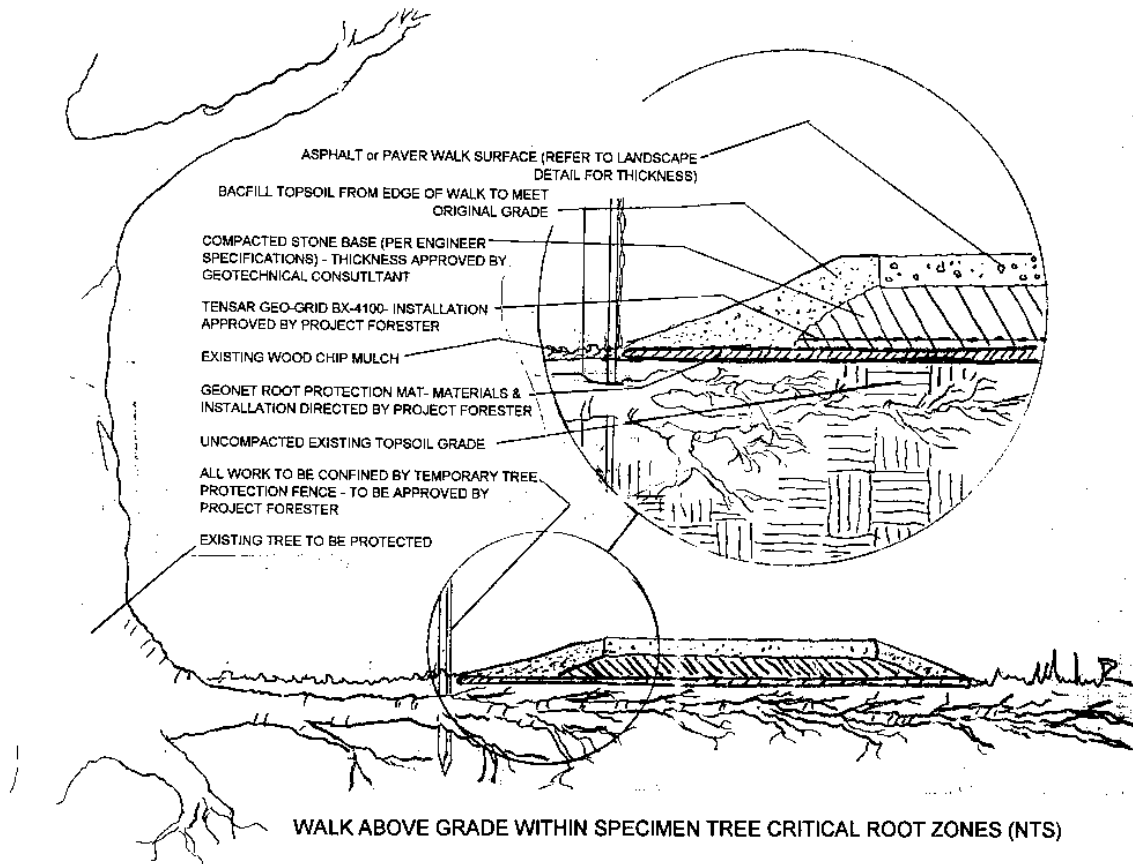 ASPHALT or PAVER WALK SURFACE (REFER TO LANDSCAPE
DETAIL FOR THICKNESS)
BACFILL TOPSOIL FROM EDGE OF WALK TO MEET
ORIGINAL GRADE
COMPACTED STONE BASE (PER ENGINEER
SPECIFICATIONS) - THICKNESS APPROVED BY
GEOTECHNICAL CONSUTLTANT
TENSAR GEO-GRID BX-4100- INSTALLATION
APPROVED BY PROJECT FORESTER
EXISTING WOOD CHIP MULCH
GEONET ROOT PROTECTION MAT- MATERIALS &
INSTALLATION DIRECTED BY PROJECT FORESTER
UNCOMPACTED EXISTING TOPSOIL GRADE
ALL WORK TO BE CONFINED BY TEMPORARY TREE
PROTECTION FENCE - TO BE APPROVED BY
PROJECT FORESTER
EXISTING TREE TO BE PROTECTED
WALK ABOVE GRADE WITHIN SPECIMEN TREE CRITICAL ROOT ZONES (NTS)